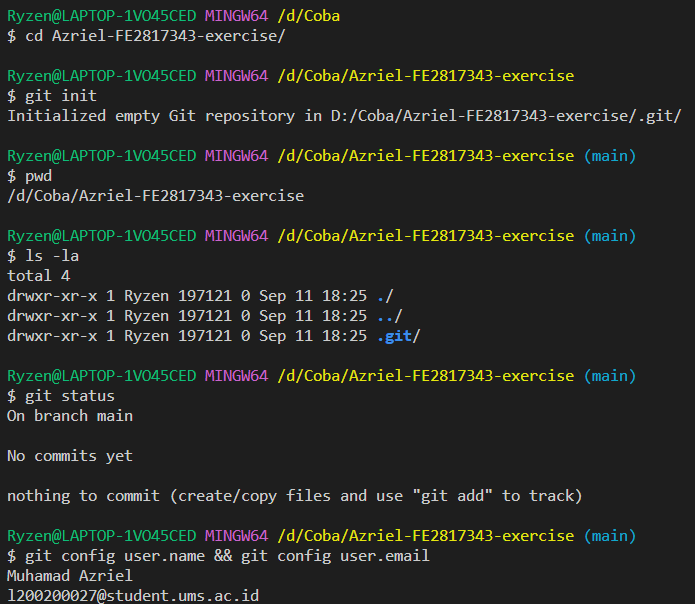 Ryzen@LAPTOP-1VO45CED MINGW64 /d/Coba
$ cd Azriel-FE2817343-exercise/
Ryzen@LAPTOP-1VO45CED MINGW64 /d/Coba/Azriel-FE2817343-exercise
$ git init
Initialized empty Git repository in D:/Coba/Azriel-FE2817343-exercise/.git/
Ryzen@LAPTOP-1VO45CED MINGW64 /d/Coba/Azriel-FE2817343-exercise (main)
$ pwd
/d/Coba/Azriel-FE2817343-exercise
Ryzen@LAPTOP-1VO45CED MINGW64 /d/Coba/Azriel-FE2817343-exercise (main)
$ ls -la
total 4
drwxr-xr-x 1 Ryzen 197121 0 Sep 11 18:25 ./
drwxr-xr-x 1 Ryzen 197121 0 Sep 11 18:25 ../
drwxr-xr-x 1 Ryzen 197121 0 Sep 11 18:25 .git/
Ryzen@LAPTOP-1VO45CED MINGW64 /d/Coba/Azriel-FE2817343-exercise (main)
$ git status
On branch main
No commits yet
nothing to commit (create/copy files and use "git add" to track)
Ryzen@LAPTOP-1VO45CED MINGW64 /d/Coba/Azriel-FE2817343-exercise (main)
$ git config user.name && git config user.email
Muhamad Azriel
l200200027@student.ums.ac.id